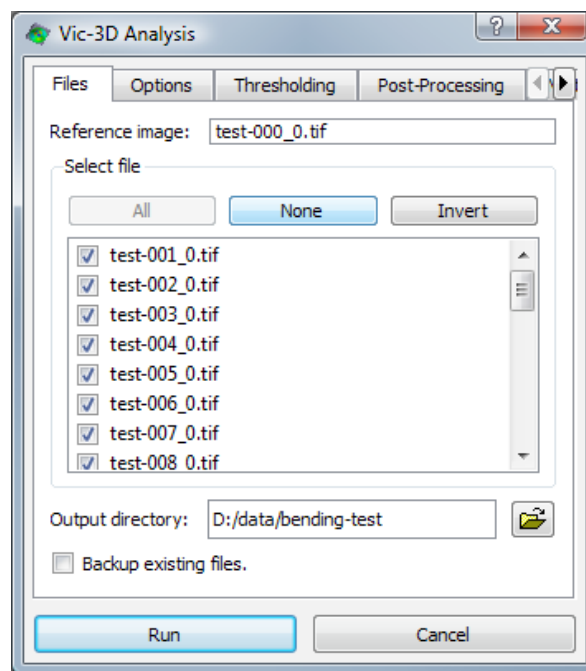 Vic-3D Analysis
Files Options Thresholding Post-Processing
Reference image: test-000_0.tif
Select file
All None Invert
test-001_0.tif
test-002_0.tif
test-003_0.tif
test-004_0.tif
test-005_0.tif
test-006_0.tif
test-007_0.tif
test-008_0.tif
Output directory: D:/data/bending-test
Backup existing files.
Run Cancel